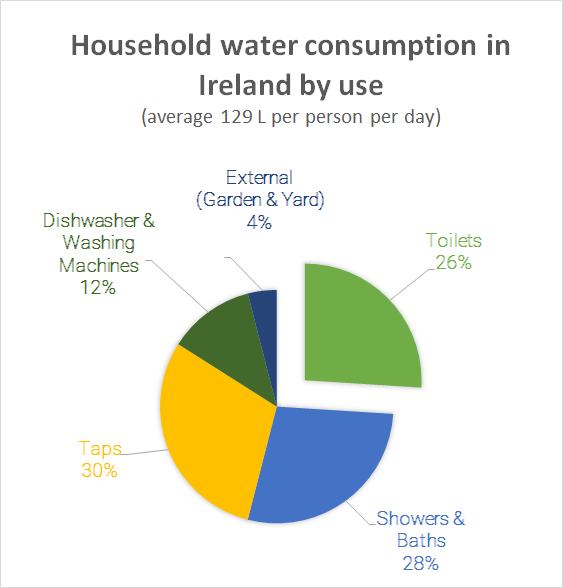 Household water consumption in
Ireland by use
(average 129 L per person per day)
External
(Garden & Yard)
4%
Dishwasher &
Washing
Machines
12%
Toilets
26%
Taps
30%
Showers &
Baths
28%